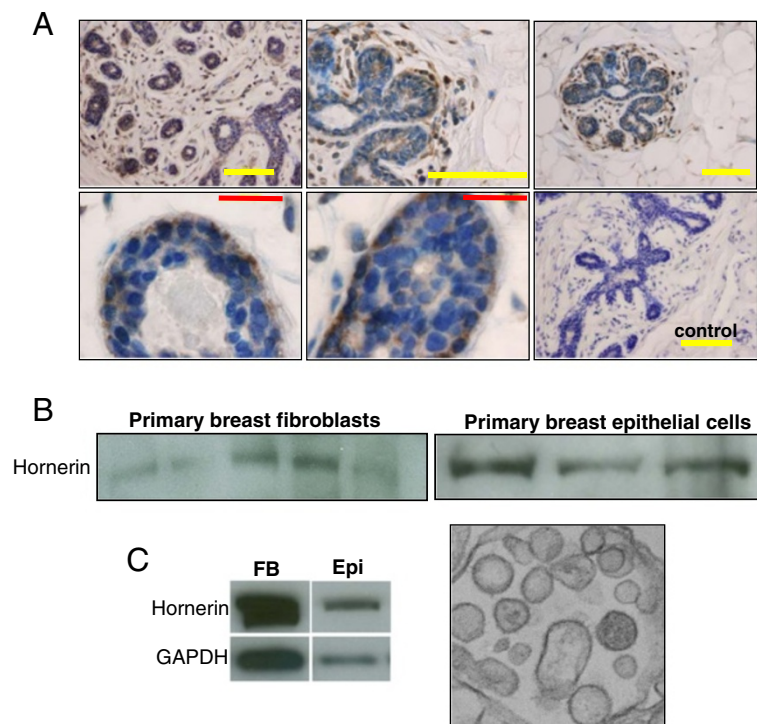 A
control
B
Primary breast fibroblasts
Primary breast epithelial cells
Hornerin
C
FB
Epi
Hornerin
GAPDH